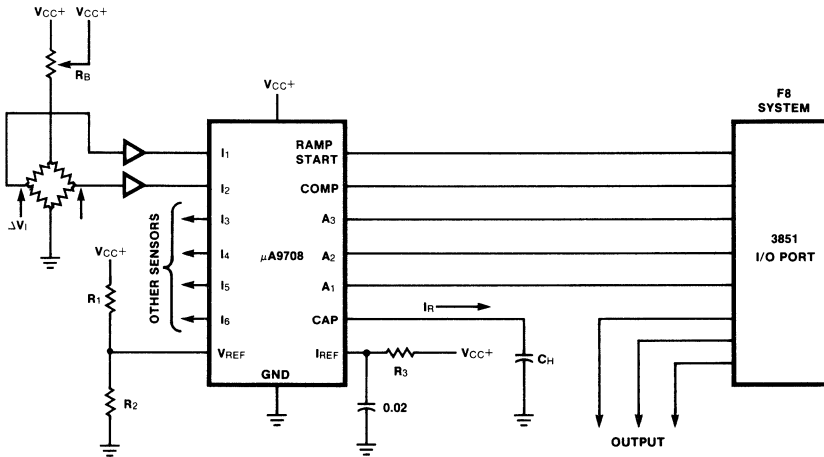 VCC+ VCC+
RB
VCC+
F8
SYSTEM
I1
RAMP
START
I2
COMP
ΔVI
I3
A3
VCC+
OTHER SENSORS
I4
μA9708
A2
3851
I/O PORT
I5
A1
R1
I6
CAP
IR
VREF
IREF
R3
VCC+
CH
GND
R2
0.02
OUTPUT